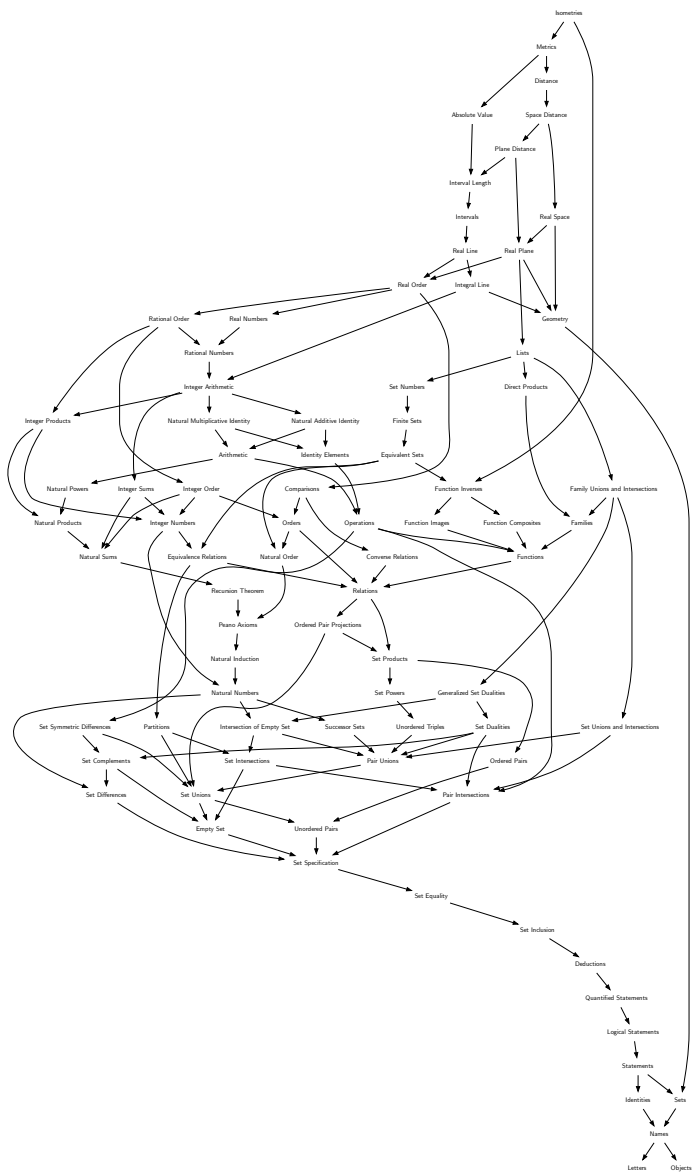 Isometries
Metrics
Distance
Absolute Value Space Distance
Plane Distance
Interval Length
Intervals Real Space
Real Line Real Plane
Real Order Integral Line
Rational Order Real Numbers Geometry
Rational Numbers Lists
Integer Arithmetic Set Numbers Direct Products
Integer Products Natural Multiplicative Identity Natural Additive Identity Finite Sets
Arithmetic Identity Elements Equivalent Sets
Natural Powers Integer Sums Integer Order Comparisons Function Inverses Family Unions and Intersections
Natural Products Integer Numbers Orders Operations Function Images Function Composites Families
Natural Sums Equivalence Relations Natural Order Converse Relations Functions
Recursion Theorem Relations
Peano Axioms Ordered Pair Projections
Natural Induction Set Products
Natural Numbers Set Powers Generalized Set Dualities
Set Symmetric Differences Partitions Intersection of Empty Set Successor Sets Unordered Triples Set Dualities Set Unions and Intersections
Set Complements Set Intersections Pair Unions Ordered Pairs
Set Differences Set Unions Pair Intersections
Empty Set Unordered Pairs
Set Specification
Set Equality
Set Inclusion
Deductions
Quantified Statements
Logical Statements
Statements
Identities Sets
Names
Letters Objects